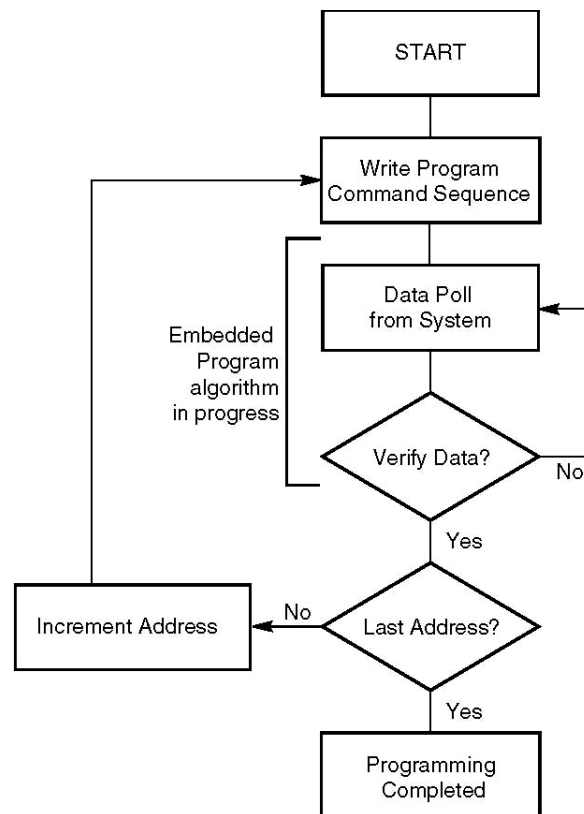 START
Write Program
Command Sequence
Data Poll
from System
Embedded
Program
algorithm
in progress
Verify Data?
No
Yes
No
Increment Address
Last Address?
Yes
Programming
Completed